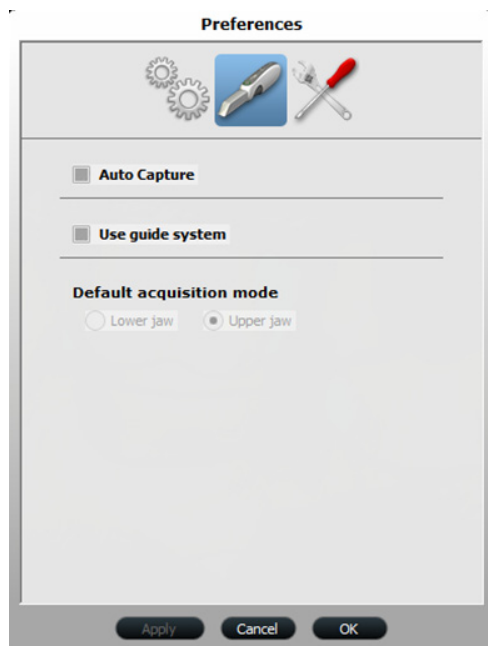 Preferences
Auto Capture
Use guide system
Default acquisition mode
Lower jaw Upper jaw
Apply Cancel OK